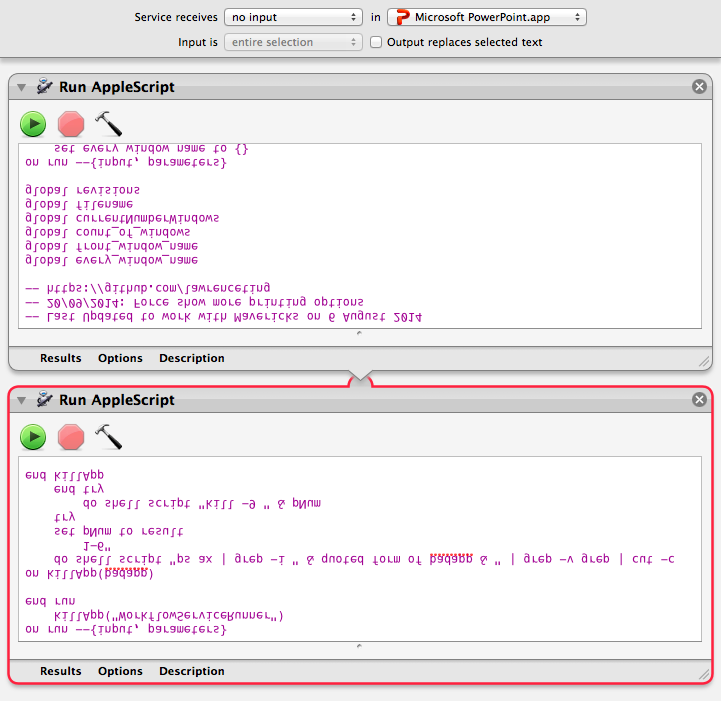 Service receives no input in Microsoft PowerPoint.app
Input is entire selection Output replaces selected text
Run AppleScript
-- Last Updated to work with Mavericks on 6 August 2014
-- 20/09/2014: Force show more printing options
-- https://github.com/lawrenceting
global every_window_name
global front_window_name
global count_of_windows
global currentNumberWindows
global filename
global revisions
on run --{input, parameters}
set every_window_name to {}
Results Options Description
Run AppleScript
on run --{input, parameters}
killApp("WorkflowServiceRunner")
end run
on killApp(badapp)
do shell script "ps ax | grep -i " & quoted form of badapp & " | grep -v grep | cut -c
1-6"
set pNum to result
try
do shell script "kill -9 " & pNum
end try
end killApp
Results Options Description